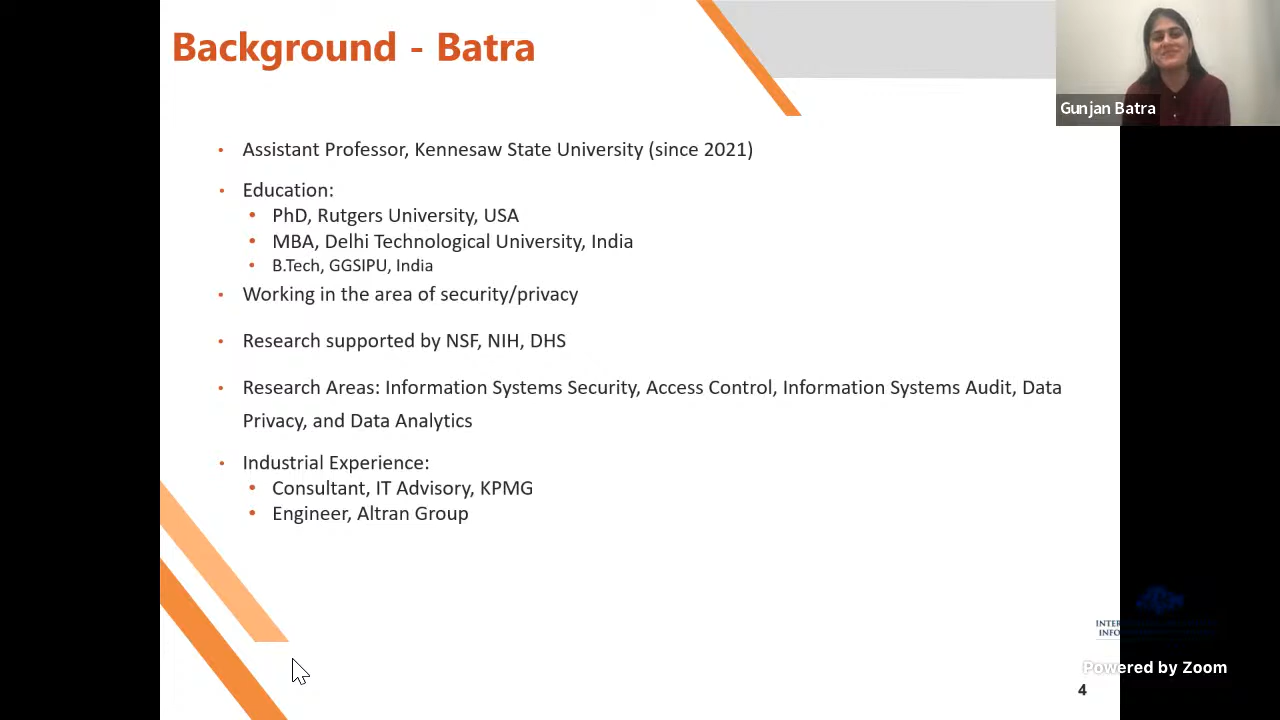 Background - Batra
Gunjan Batra
• Assistant Professor, Kennesaw State University (since 2021)
• Education:
• PhD, Rutgers University, USA
• MBA, Delhi Technological University, India
• B.Tech, GGSIPU, India
• Working in the area of security/privacy
• Research supported by NSF, NIH, DHS
• Research Areas: Information Systems Security, Access Control, Information Systems Audit, Data
Privacy, and Data Analytics
• Industrial Experience:
• Consultant, IT Advisory, KPMG
• Engineer, Altran Group
Powered by Zoom
4